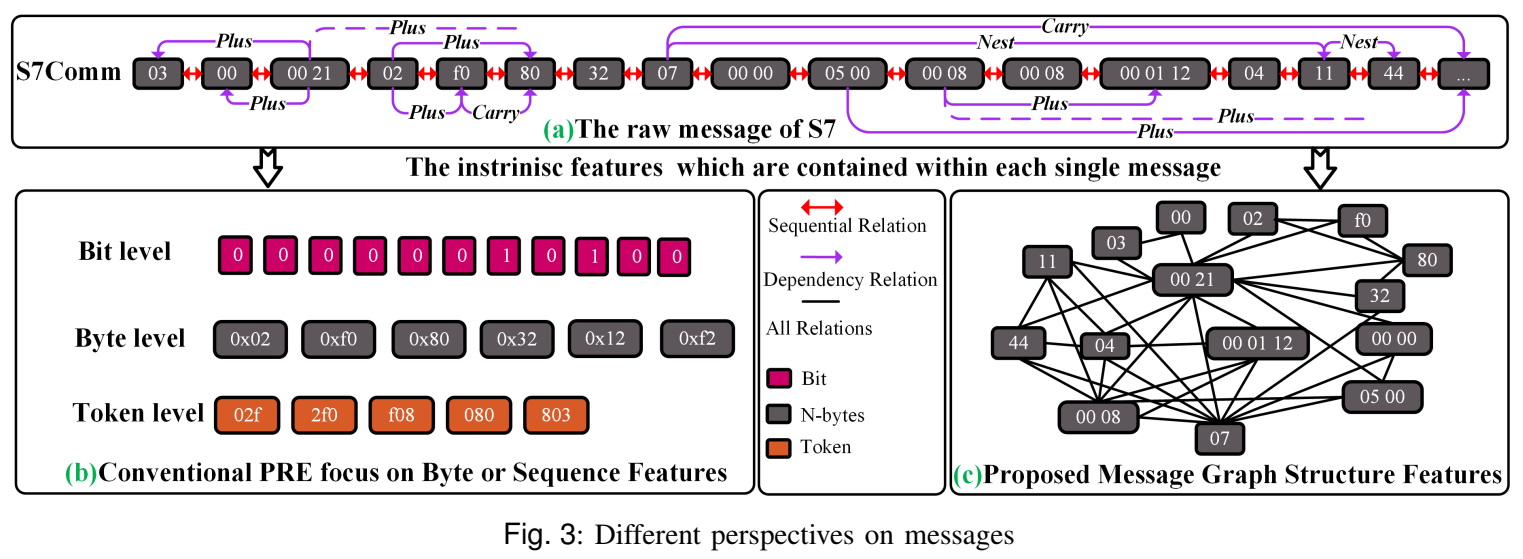 Carry
Plus Plus Nest Nest
S7Comm 03 00 00 21 02 f0 80 32 07 00 00 05 00 00 08 00 08 00 01 12 04 11 44 ...
Plus Plus Carry Plus Plus Plus
(a)The raw message of S7
The instrinisc features which are contained within each single message
Bit level 0 0 0 0 0 0 1 0 1 0 0
Byte level 0x02 0xf0 0x80 0x32 0x12 0xf2
Token level 02f 2f0 f08 080 803
(b)Conventional PRE focus on Byte or Sequence Features
Sequential Relation
Dependency Relation
All Relations
Bit
N-bytes
Token
00 02 f0
03 80
11 00 21 32
44 04 00 01 12 00 00
00 08 07 05 00
(c)Proposed Message Graph Structure Features
Fig. 3: Different perspectives on messages